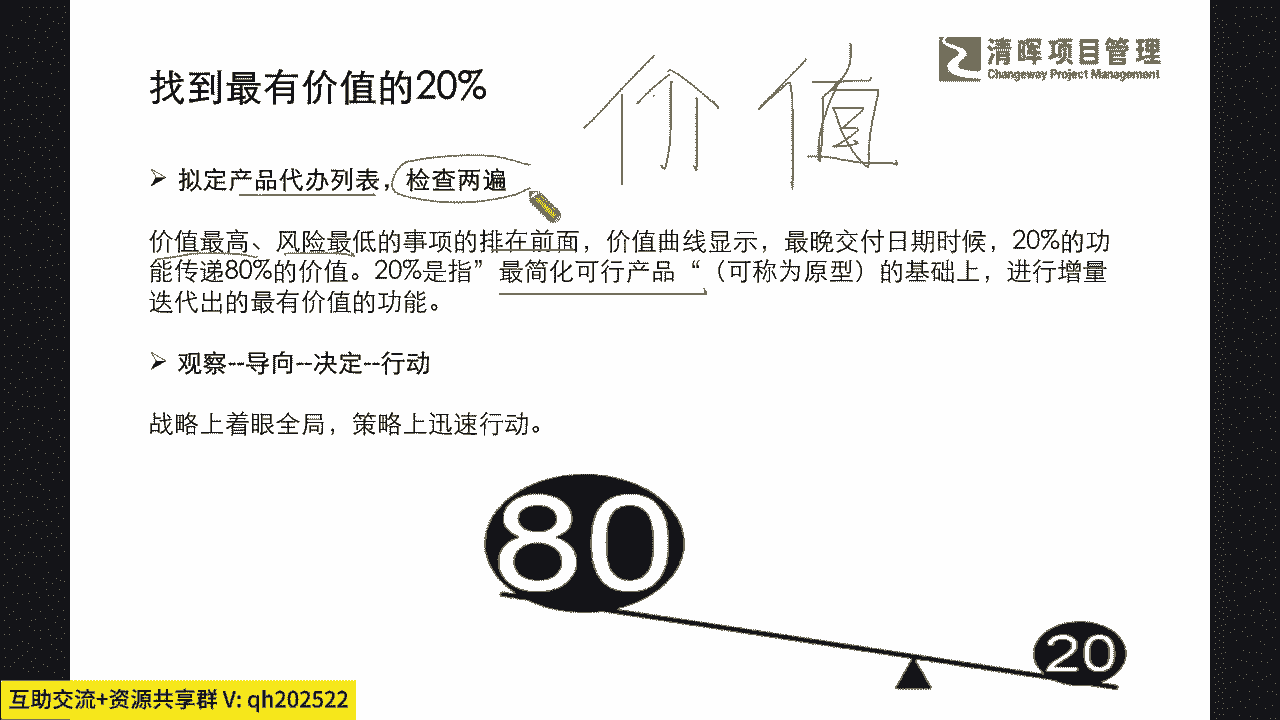 清晖项目管理
Changeway Project Management
找到最有价值的20%
价值
➢ 拟定产品代办列表，检查两遍
价值最高、风险最低的事项的排在前面，价值曲线显示，最晚交付日期时候，20%的功
能传递80%的价值。20%是指”最简化可行产品“（可称为原型）的基础上，进行增量
迭代出的最有价值的功能。
➢ 观察--导向--决定--行动
战略上着眼全局，策略上迅速行动。
80
20
互助交流+资源共享群 V: qh202522